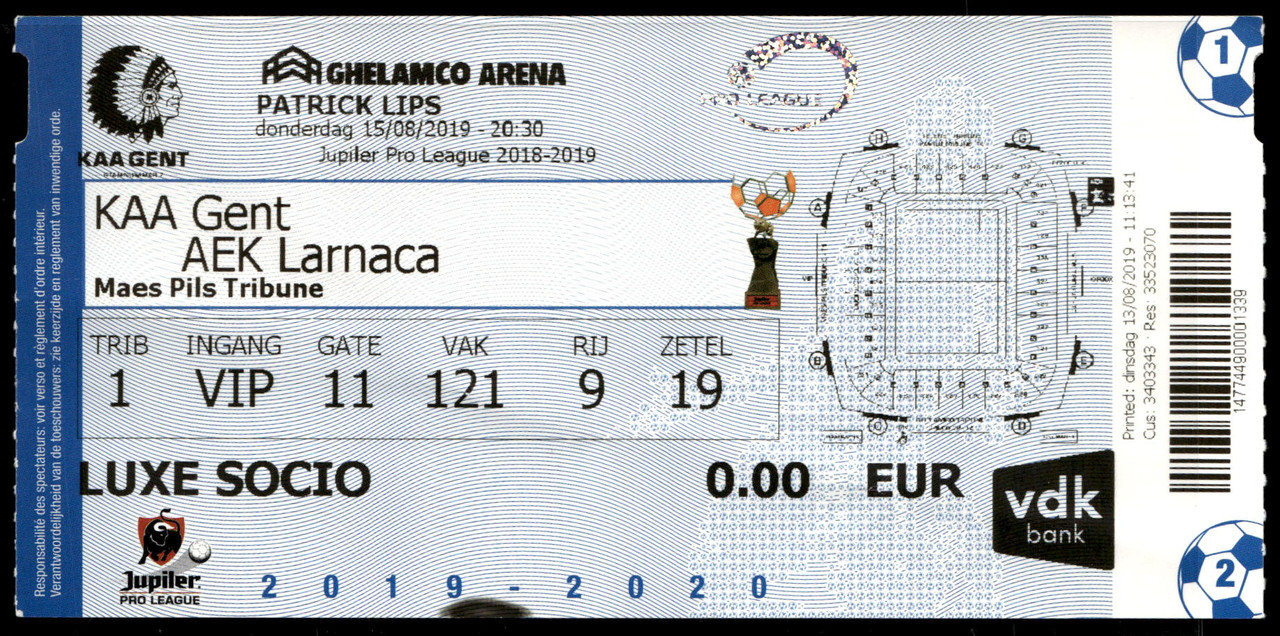 Responsabilité des spectateurs: voir verso et règlement d'ordre intérieur.
Verantwoordelijkheid van de toeschouwers: zie keerzijde en reglement van inwendige orde.
KAA GENT
GHELAMCO ARENA
PATRICK LIPS
donderdag 15/08/2019 - 20:30
Jupiler Pro League 2018-2019
PRO LEAGUE
KAA Gent
AEK Larnaca
Maes Pils Tribune
TRIB INGANG GATE VAK RIJ ZETEL
1 VIP 11 121 9 19
LUXE SOCIO 0.00 EUR
Jupiler
PRO LEAGUE
2019-2020
vdk
bank
Printed: dinsdag 13/08/2019 - 11:13:41
Cus: 3403343 - Res: 33523070
1477449000001339
1
2